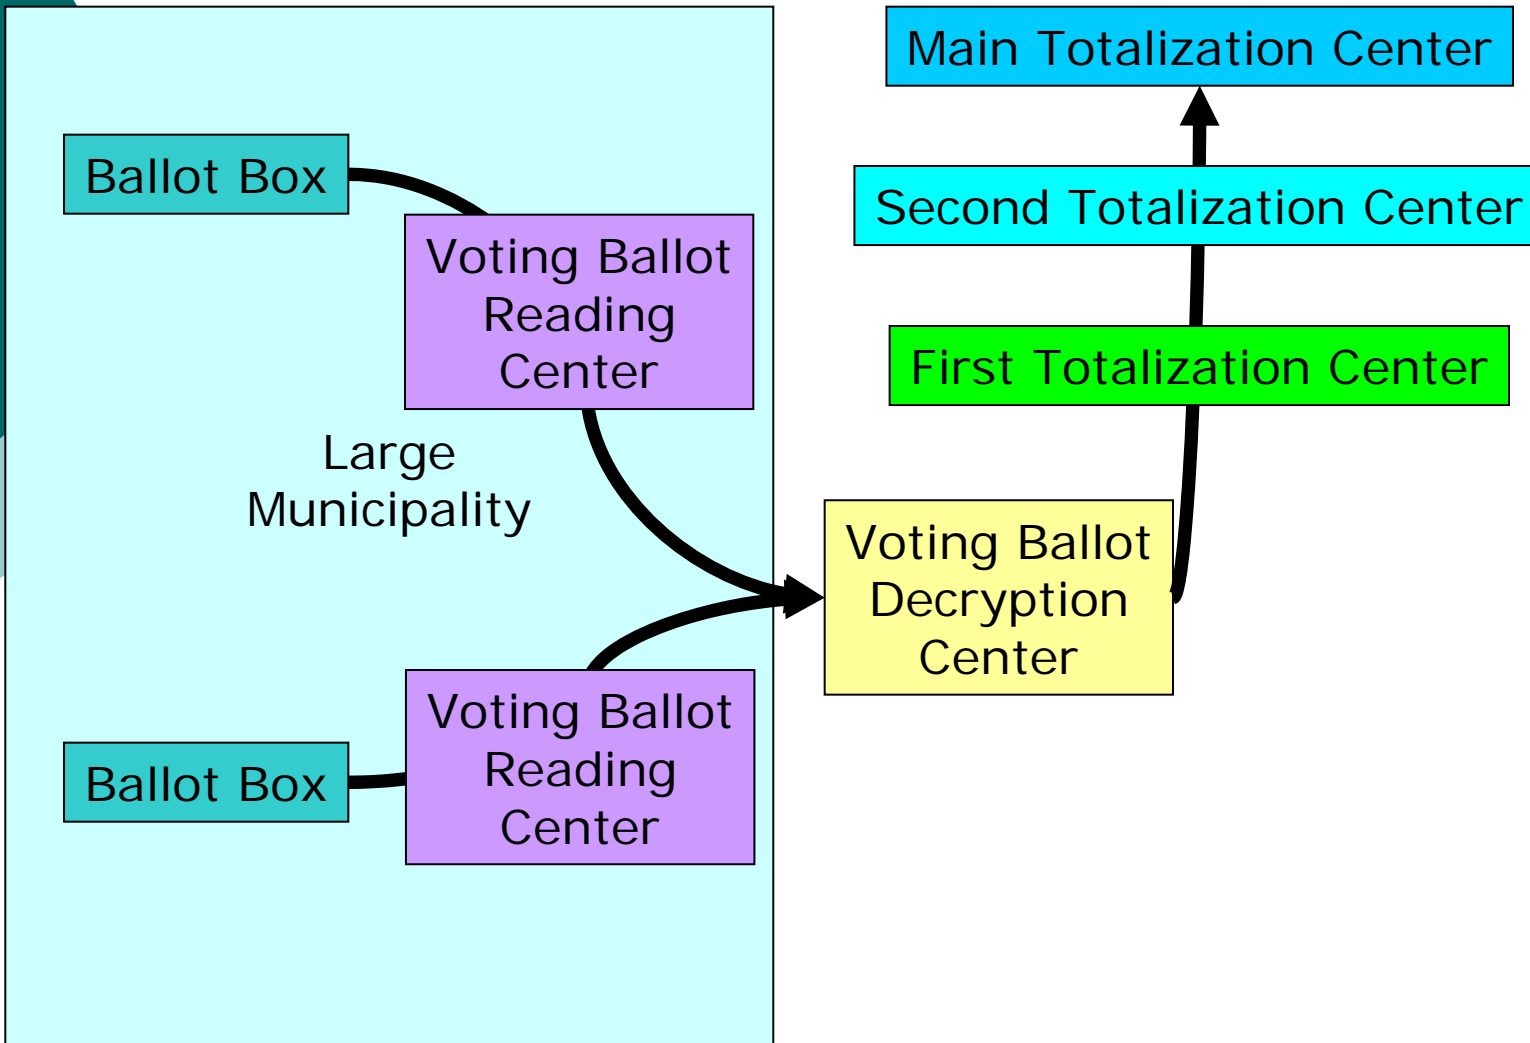 Main Totalization Center
Ballot Box
Second Totalization Center
Voting Ballot
Reading
Center
First Totalization Center
Large
Municipality
Voting Ballot
Decryption
Center
Voting Ballot
Reading
Center
Ballot Box